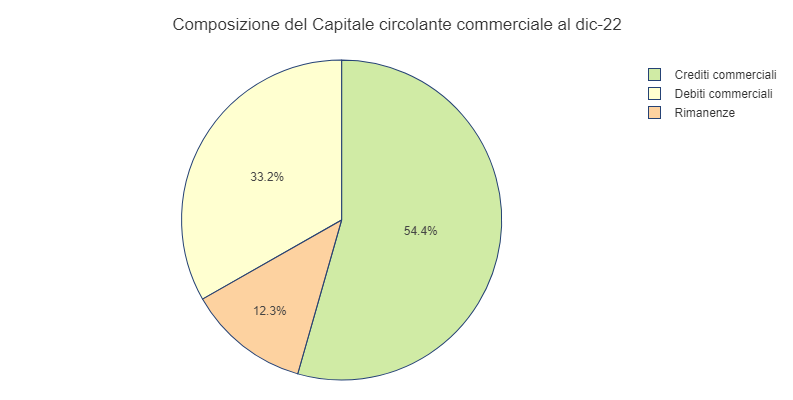 Composizione del Capitale circolante commerciale al dic-22
Crediti commerciali
Debiti commerciali
Rimanenze
33.2%
54.4%
12.3%